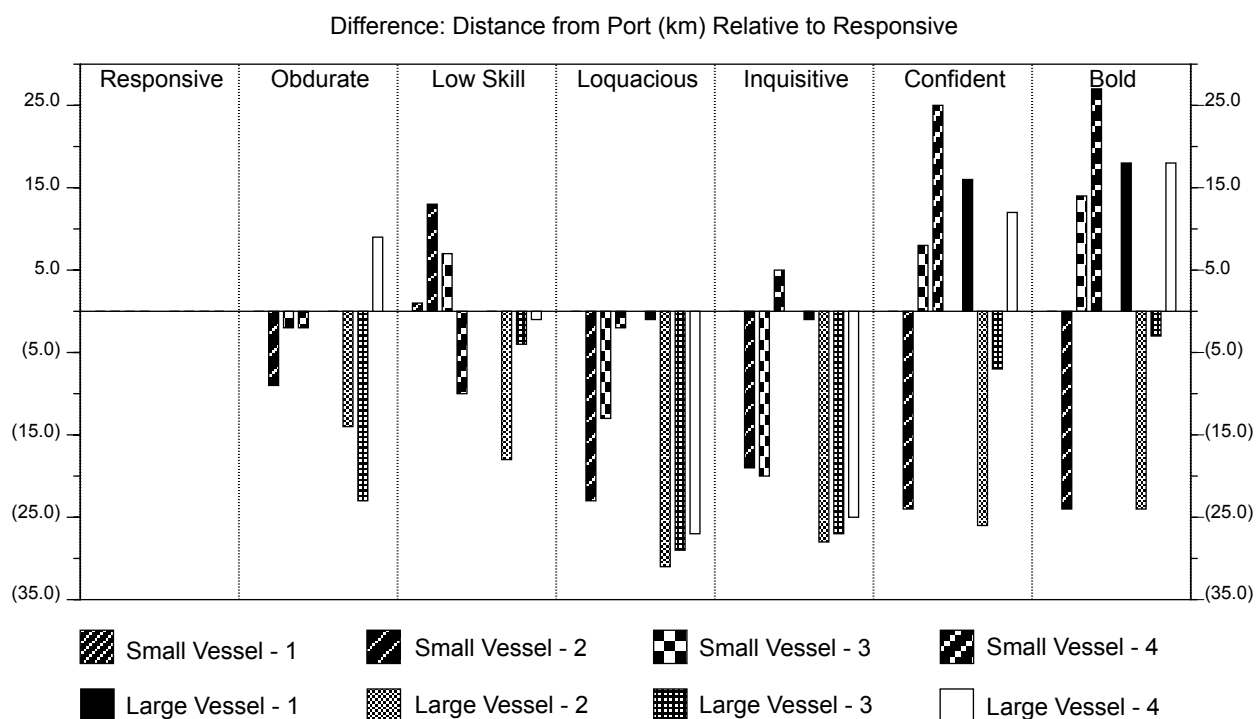 Difference: Distance from Port (km) Relative to Responsive
Responsive Obdurate Low Skill Loquacious Inquisitive Confident Bold
25.0 25.0
15.0 15.0
5.0 5.0
(5.0) (5.0)
(15.0) (15.0)
(25.0) (25.0)
(35.0) (35.0)
Small Vessel - 1 Small Vessel - 2 Small Vessel - 3 Small Vessel - 4
Large Vessel - 1 Large Vessel - 2 Large Vessel - 3 Large Vessel - 4